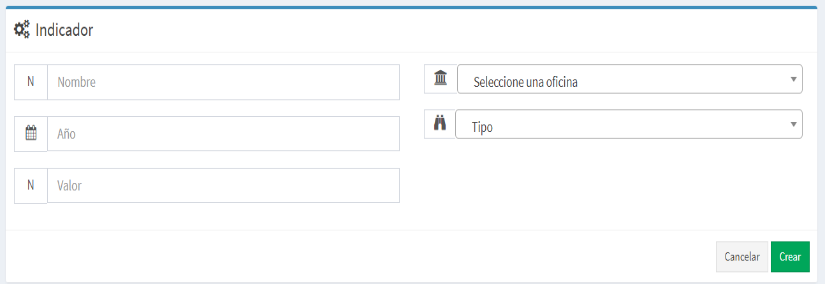 Indicador
N Nombre
Año
N Valor
Seleccione una oficina
Tipo
Cancelar Crear